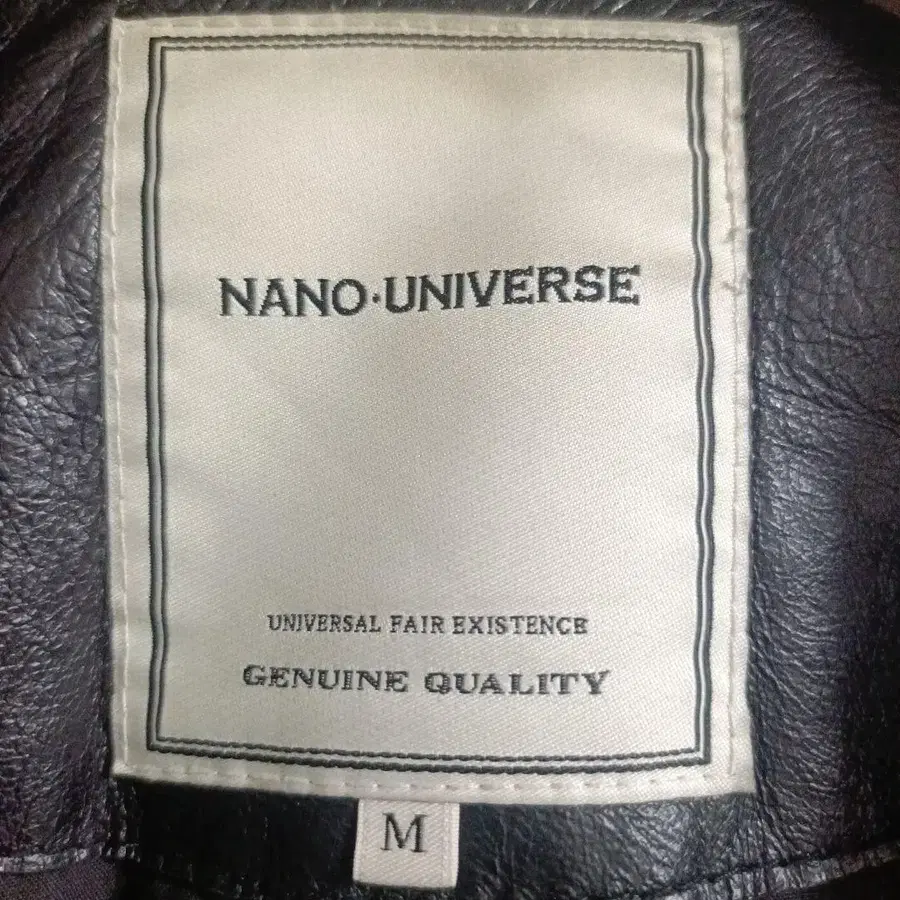 NANO·UNIVERSE
UNIVERSAL FAIR EXISTENCE
GENUINE QUALITY
M